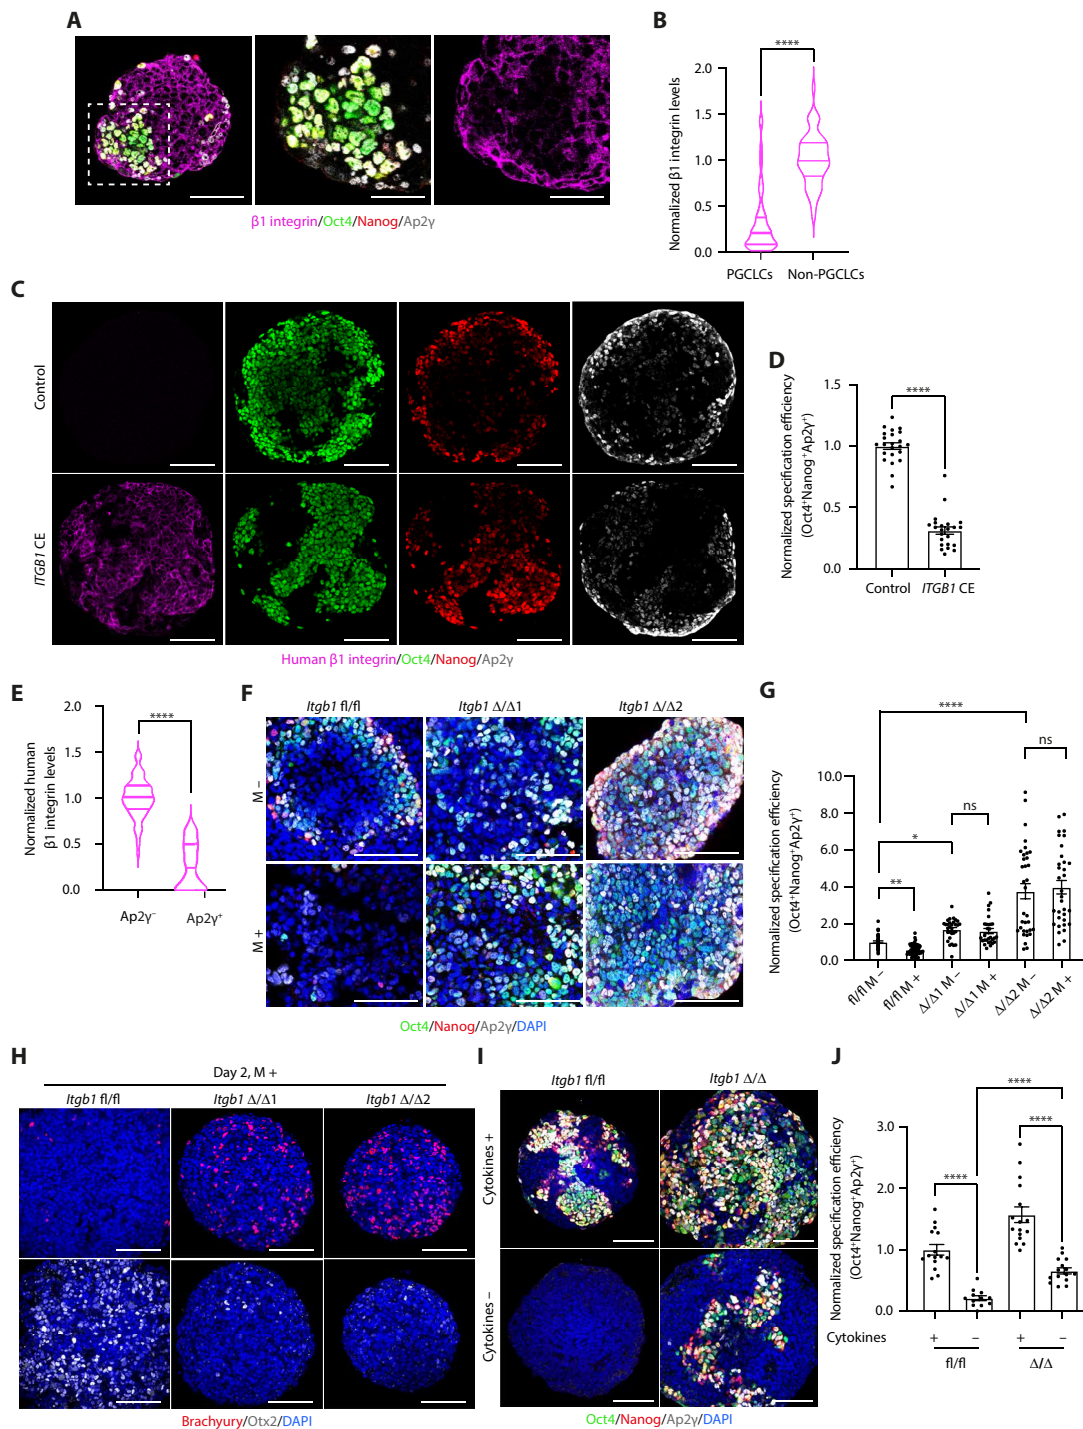 A
β1 integrin/Oct4/Nanog/Ap2γ
B
****
Normalized β1 integrin levels
2.0
1.5
1.0
0.5
0.0
PGCLCs
Non-PGCLCs
C
Control
ITGB1 CE
Human β1 integrin/Oct4/Nanog/Ap2γ
D
Normalized specification efficiency
(Oct4⁺Nanog⁺Ap2γ⁺)
****
1.5
1.0
0.5
0.0
Control
ITGB1 CE
E
Normalized human
β1 integrin levels
****
2.0
1.5
1.0
0.5
0.0
Ap2γ⁻
Ap2γ⁺
F
Itgb1 fl/fl
Itgb1 Δ/Δ1
Itgb1 Δ/Δ2
M −
M +
Oct4/Nanog/Ap2γ/DAPI
G
Normalized specification efficiency
(Oct4⁺Nanog⁺Ap2γ⁺)
****
ns
ns
*
**
10.0
8.0
6.0
4.0
2.0
0.0
fl/fl M −
fl/fl M +
Δ/Δ1 M −
Δ/Δ1 M +
Δ/Δ2 M −
Δ/Δ2 M +
H
Day 2, M +
Itgb1 fl/fl
Itgb1 Δ/Δ1
Itgb1 Δ/Δ2
Brachyury/Otx2/DAPI
I
Itgb1 fl/fl
Itgb1 Δ/Δ
Cytokines +
Cytokines −
Oct4/Nanog/Ap2γ/DAPI
J
Normalized specification efficiency
(Oct4⁺Nanog⁺Ap2γ⁺)
****
****
****
3.0
2.0
1.0
0.0
Cytokines + − + −
fl/fl
Δ/Δ